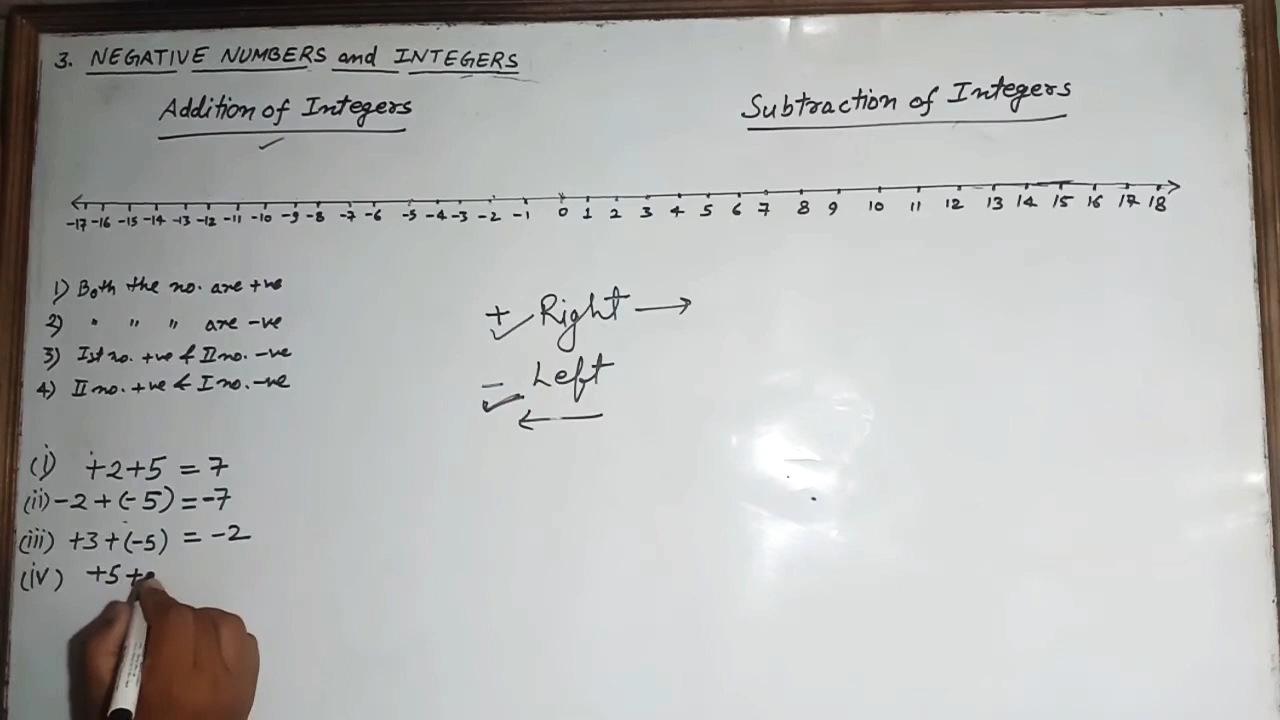 3. NEGATIVE NUMBERS and INTEGERS
Addition of Integers
Subtraction of Integers
-17 -16 -15 -14 -13 -12 -11 -10 -9 -8 -7 -6 -5 -4 -3 -2 -1 0 1 2 3 4 5 6 7 8 9 10 11 12 13 14 15 16 17 18
1) Both the no. are +ve
2) " " " are -ve
3) Ist no. +ve & II no. -ve
4) II no. +ve & I no. -ve
+ Right →
- Left
←
(i) +2+5 = 7
(ii) -2 + (-5) = -7
(iii) +3 + (-5) = -2
(iv) +5 +